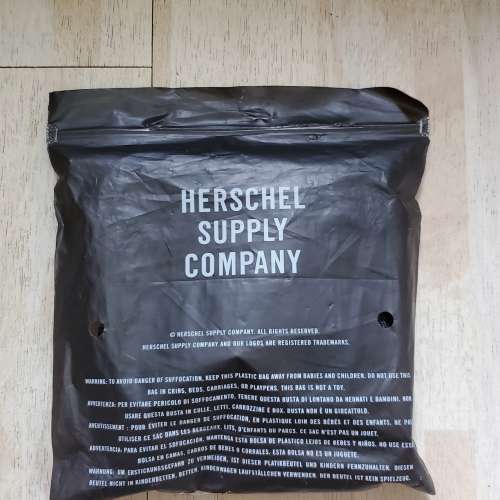 HERSCHEL
SUPPLY
COMPANY
© HERSCHEL SUPPLY COMPANY. ALL RIGHTS RESERVED.
HERSCHEL SUPPLY COMPANY AND OUR LOGOS ARE REGISTERED TRADEMARKS.
WARNING: TO AVOID DANGER OF SUFFOCATION, KEEP THIS PLASTIC BAG AWAY FROM BABIES AND CHILDREN. DO NOT USE THIS
BAG IN CRIBS, BEDS, CARRIAGES, OR PLAYPENS. THIS BAG IS NOT A TOY.
AVVERTENZA: PER EVITARE PERICOLO DI SOFFOCAMENTO, TENERE QUESTA BUSTA DI LONTANO DA NEONATI E BAMBINI. NON
USARE QUESTA BUSTA IN CULLE, LETTI, CARROZZINE E BOX. BUSTA NON È UN GIOCATTOLO.
AVERTISSEMENT : POUR ÉVITER LE DANGER DE SUFFOCATION, EN PLASTIQUE LOIN DES BÉBÉS ET DES ENFANTS. NE PAS
UTILISER CE SAC DANS LES BERCEAUX, LITS, D'ENFANTS OU PARCS. CE SAC N'EST PAS UN JOUET.
ADVERTENCIA: PARA EVITAR EL SOFOCACIÓN, MANTENGA ESTA BOLSA DE PLASTICO LEJOS DE BEBES Y NIÑOS. NO USE ESTA
BOLSA EN CAMAS, CARROS DE BEBES O CORRALES. ESTA BOLSA NO ES UN JUGUETE.
WARNUNG: UM ERSTICKUNGSGEFAHR ZU VERMEIDEN, IST DIESER PLATIKBEUTEL UND KINDERN FERNZUHALTEN. DIESEN
BEUTEL NICHT IN KINDERBETTEN, BETTEN, KINDERWAGEN LAUFSTÄLLCHEN VERWENDEN. DER BEUTEL IST KEIN SPIELZEUG.